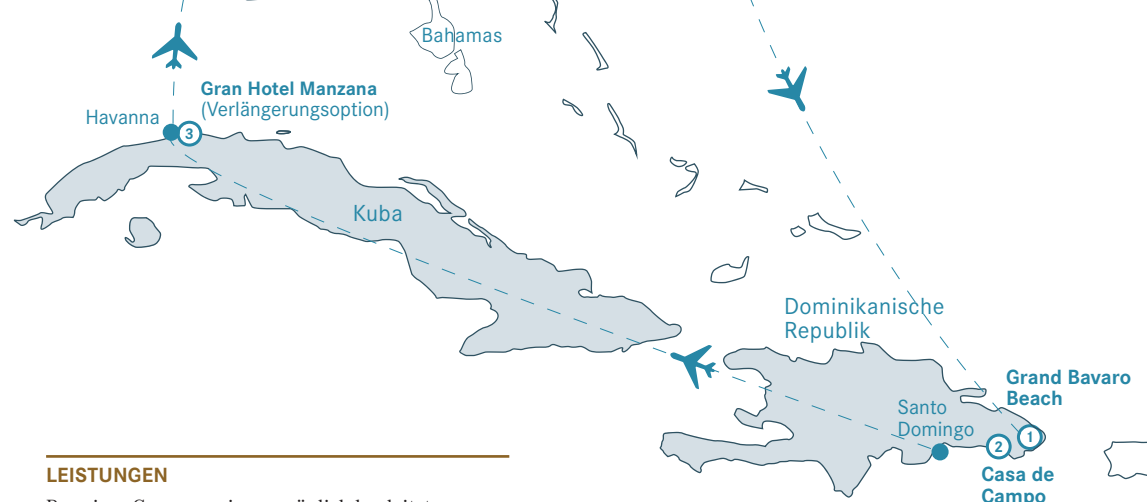 Bahamas
Gran Hotel Manzana
(Verlängerungsoption)
Havanna
3
Kuba
Dominikanische
Republik
Grand Bavaro
Beach
Santo
Domingo
1
2
Casa de
Campo
LEISTUNGEN